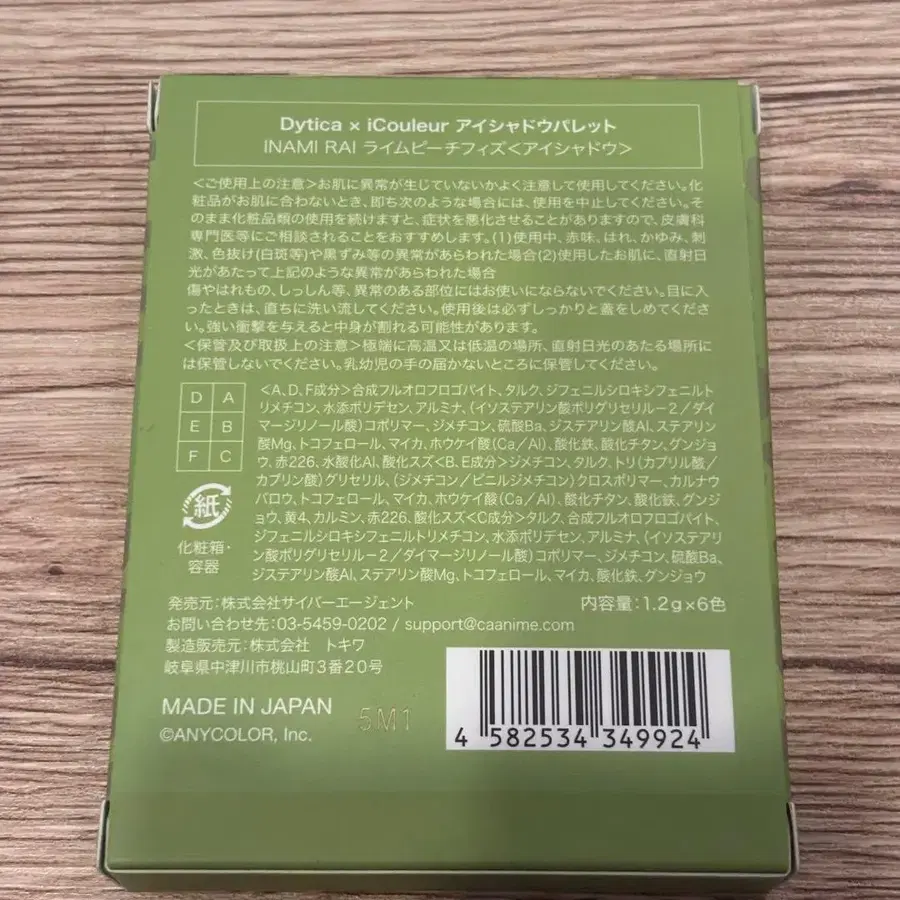 Dytica × iCouleur アイシャドウパレット
INAMI RAI ライムピーチフィズ＜アイシャドウ＞
＜ご使用上の注意＞お肌に異常が生じていないかよく注意して使用してください。化
粧品がお肌に合わないとき、即ち次のような場合には、使用を中止してください。
そのまま化粧品類の使用を続けますと、症状を悪化させることがありますので、皮膚科
専門医等にご相談されることをおすすめします。(1)使用中、赤味、はれ、かゆみ、刺
激、色抜け(白斑等)や黒ずみ等の異常があらわれた場合(2)使用したお肌に、直射日
光があたって上記のような異常があらわれた場合
傷やはれもの、しっしん等、異常のある部位にはお使いにならないでください。目に入
ったときは、直ちに洗い流してください。使用後は必ずしっかりと蓋をしめてください
。強い衝撃を与えると中身が割れる可能性があります。
＜保管及び取扱上の注意＞極端に高温又は低温の場所、直射日光のあたる場所に
は保管しないでください。乳幼児の手の届かないところに保管してください。
D A
E B
F C
＜A、D、F成分＞合成フルオロフロゴパイト、タルク、ジフェニルシロキシフェニルト
リメチコン、水添ポリデセン、アルミナ、(イソステアリン酸ポリグリセリル－2／ダイ
マージリノール酸)コポリマー、ジメチコン、硫酸Ba、ジステアリン酸Al、ステアリ
ン酸Mg、トコフェロール、マイカ、ホウケイ酸(Ca／Al)、酸化鉄、酸化チタン、グンジョ
ウ、赤226、水酸化Al、酸化スズ＜B、E成分＞ジメチコン、タルク、トリ(カプリル酸／
カプリン酸)グリセリル、(ジメチコン／ビニルジメチコン)クロスポリマー、カルナウ
バロウ、トコフェロール、マイカ、ホウケイ酸(Ca／Al)、酸化チタン、酸化鉄、グンジ
ョウ、黄4、カルミン、赤226、酸化スズ＜C成分＞タルク、合成フルオロフロゴパイト、
ジフェニルシロキシフェニルトリメチコン、水添ポリデセン、アルミナ、(イソステアリ
ン酸ポリグリセリル－2／ダイマージリノール酸)コポリマー、ジメチコン、硫酸Ba、
ジステアリン酸Al、ステアリン酸Mg、トコフェロール、マイカ、酸化鉄、グンジョウ
紙
化粧箱・
容器
発売元：株式会社サイバーエージェント
内容量：1.2g×6色
お問い合わせ先：03-5459-0202 / support@caanime.com
製造販売元：株式会社　トキワ
岐阜県中津川市桃山町3番20号
MADE IN JAPAN
5M1
©ANYCOLOR, Inc.
4 582534 349924